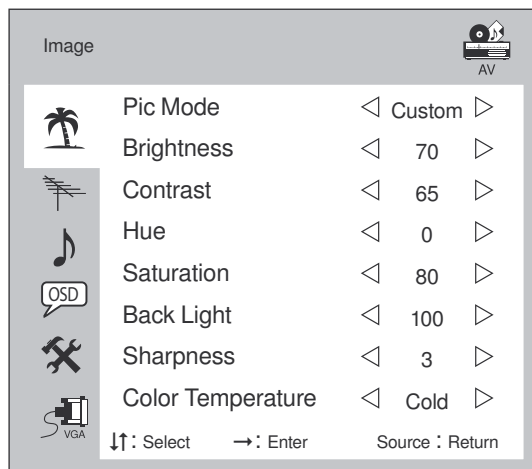 Image
AV
Pic Mode ◁ Custom ▷
Brightness ◁ 70 ▷
Contrast ◁ 65 ▷
Hue ◁ 0 ▷
Saturation ◁ 80 ▷
OSD
Back Light ◁ 100 ▷
Sharpness ◁ 3 ▷
Color Temperature ◁ Cold ▷
VGA
↓↑: Select →: Enter Source : Return